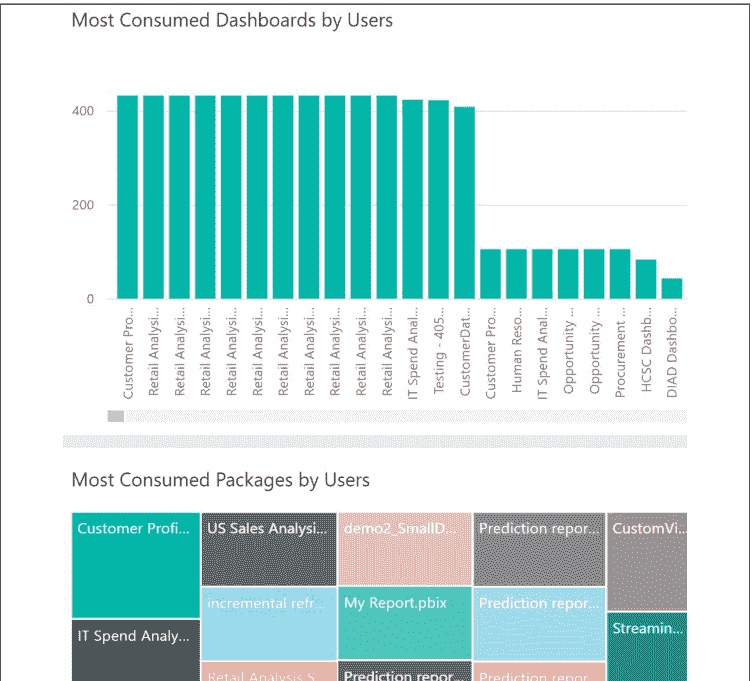 Most Consumed Dashboards by Users
400
200
0
Customer Pro...
Retail Analysi...
Retail Analysi...
Retail Analysi...
Retail Analysi...
Retail Analysi...
Retail Analysi...
Retail Analysi...
Retail Analysi...
Retail Analysi...
Retail Analysi...
IT Spend Anal...
Testing - 405...
CustomerDat...
Customer Pro...
Human Reso...
IT Spend Anal...
Opportunity ...
Opportunity ...
Procurement ...
HCSC Dashb...
DIAD Dashbo...
Most Consumed Packages by Users
Customer Profi...
US Sales Analysi...
demo2_SmallD...
Prediction repor...
CustomVi...
incremental refr...
My Report.pbix
Prediction repor...
Streamin...
IT Spend Analy...
Retail Analysis S...
Prediction repor...
Prediction repor...